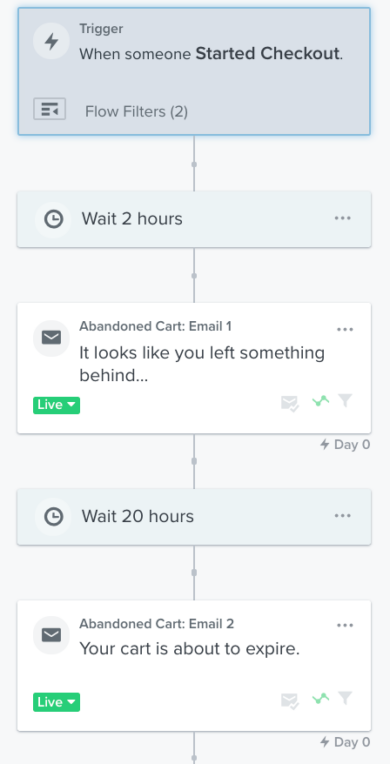 Trigger
When someone Started Checkout.
Flow Filters (2)
Wait 2 hours
Abandoned Cart: Email 1
It looks like you left something
behind...
Live
Day 0
Wait 20 hours
Abandoned Cart: Email 2
Your cart is about to expire.
Live
Day 0